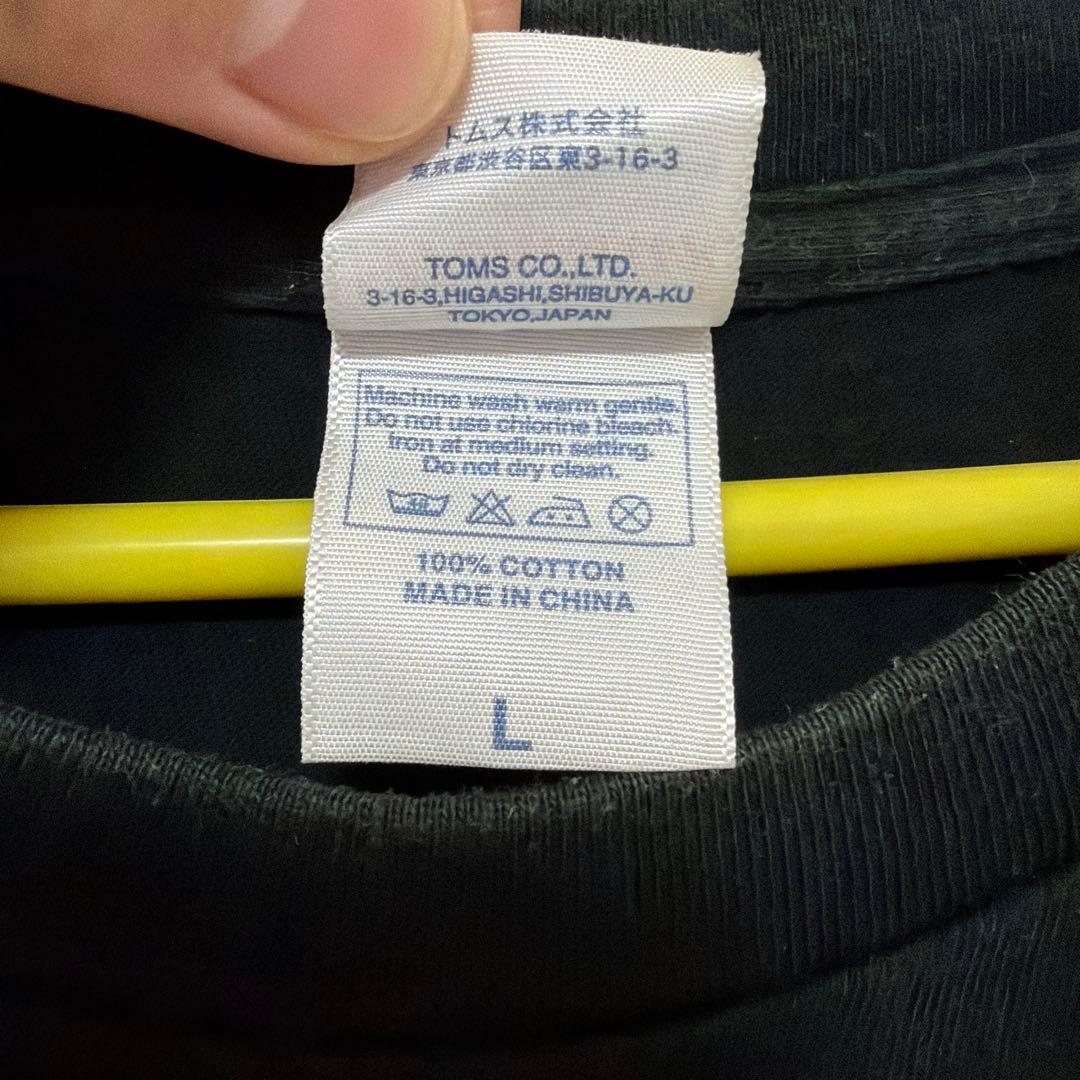 トムス株式会社
東京都渋谷区東3-16-3
TOMS CO.,LTD.
3-16-3,HIGASHI,SHIBUYA-KU
TOKYO,JAPAN
Machine wash warm gentle.
Do not use chlorine bleach.
Iron at medium setting.
Do not dry clean.
100% COTTON
MADE IN CHINA
L